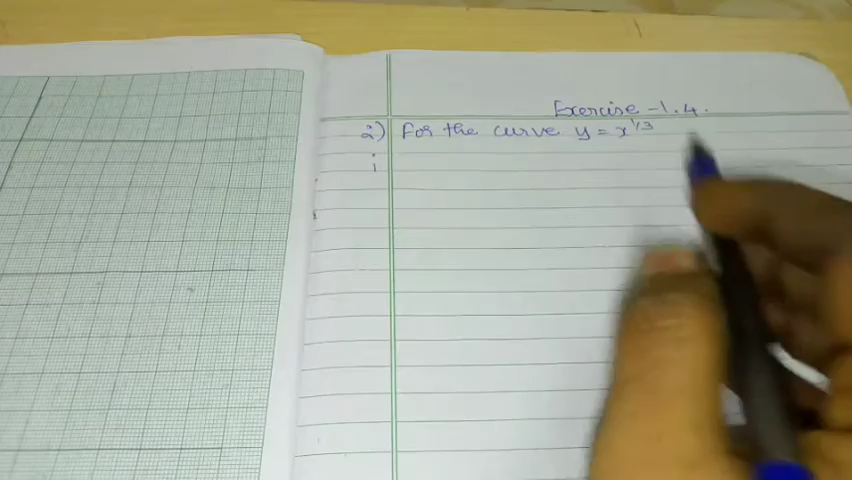 Exercise - 1.4.
2) For the curve y = x^1/3
i